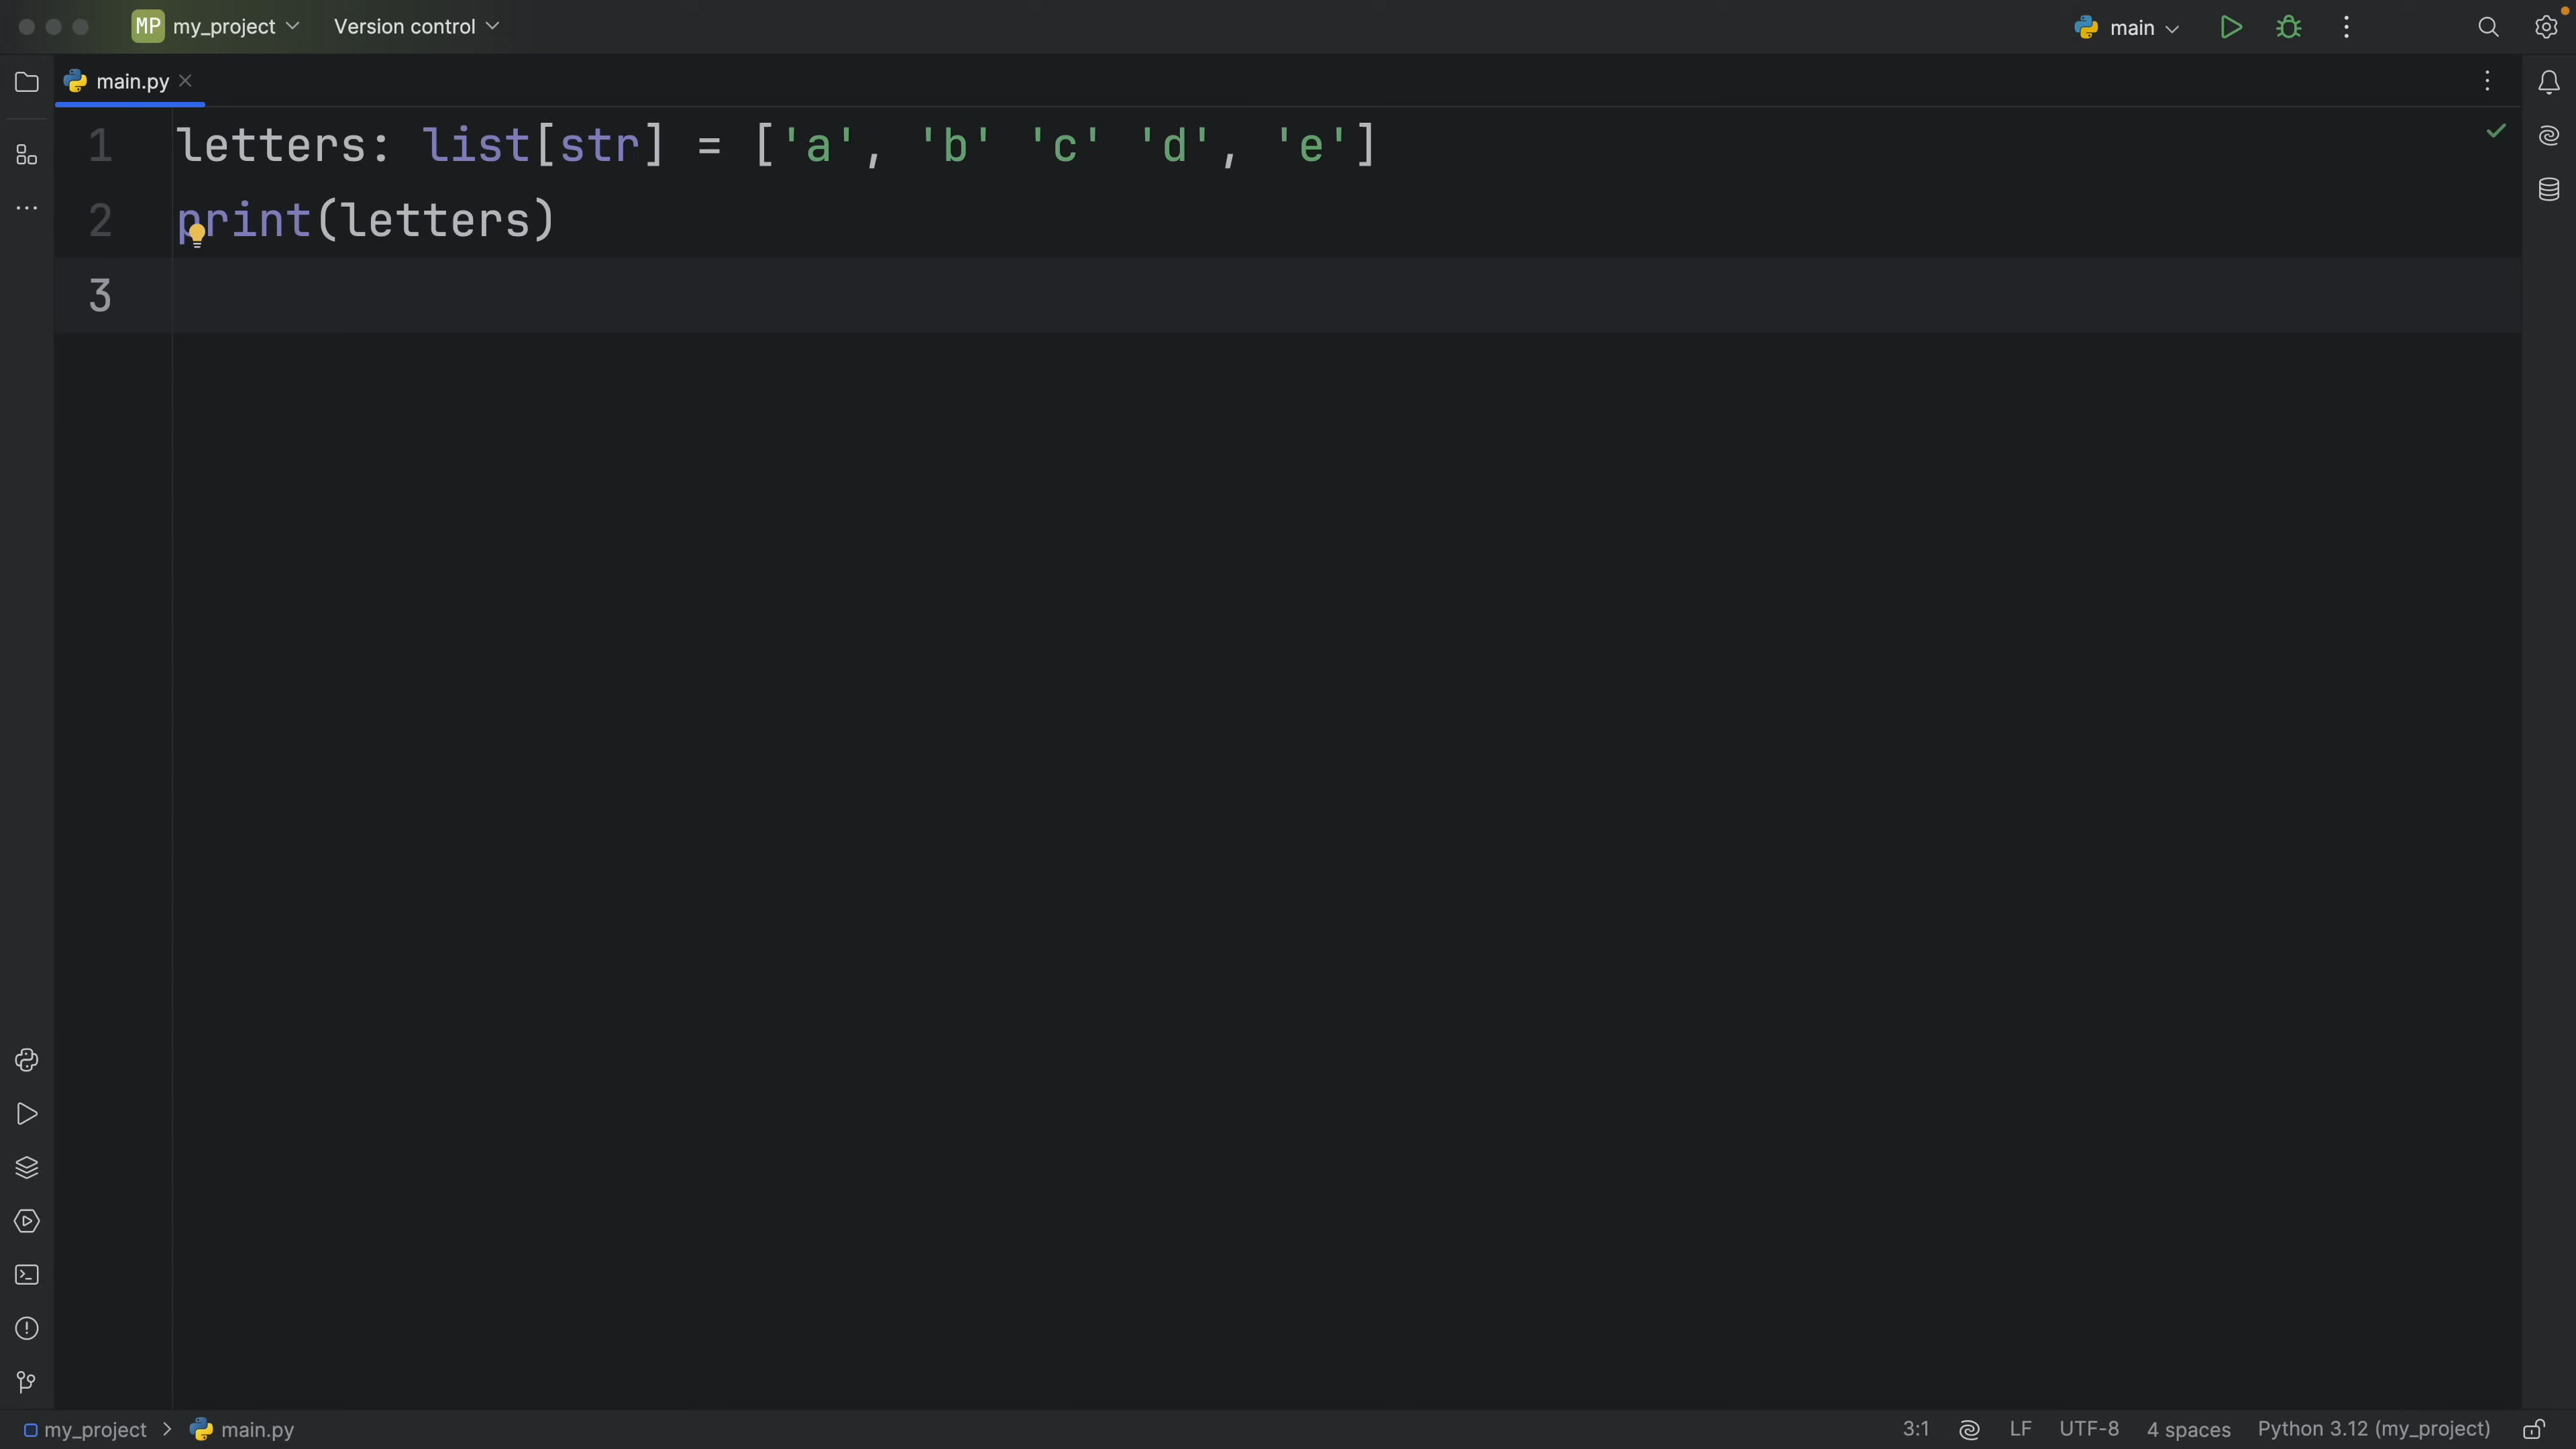 MP my_project Version control main
main.py
1 letters: list[str] = ['a', 'b' 'c' 'd', 'e']
2 print(letters)
3
my_project > main.py 3:1 LF UTF-8 4 spaces Python 3.12 (my_project)